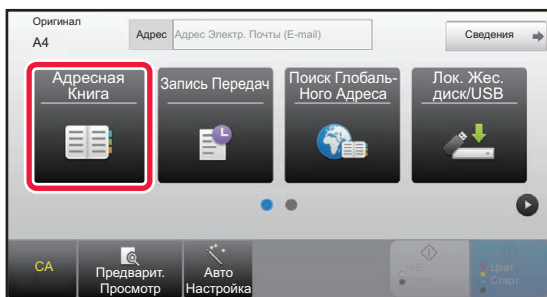 Оригинал
A4
Адрес
Адрес Электр. Почты (E-mail)
Сведения
Адресная
Книга
Запись Передач
Поиск Глобаль-
Ного Адреса
Лок. Жес.
диск/USB
CA
Предварит.
Просмотр
Авто
Настройка
Цвет
Старт